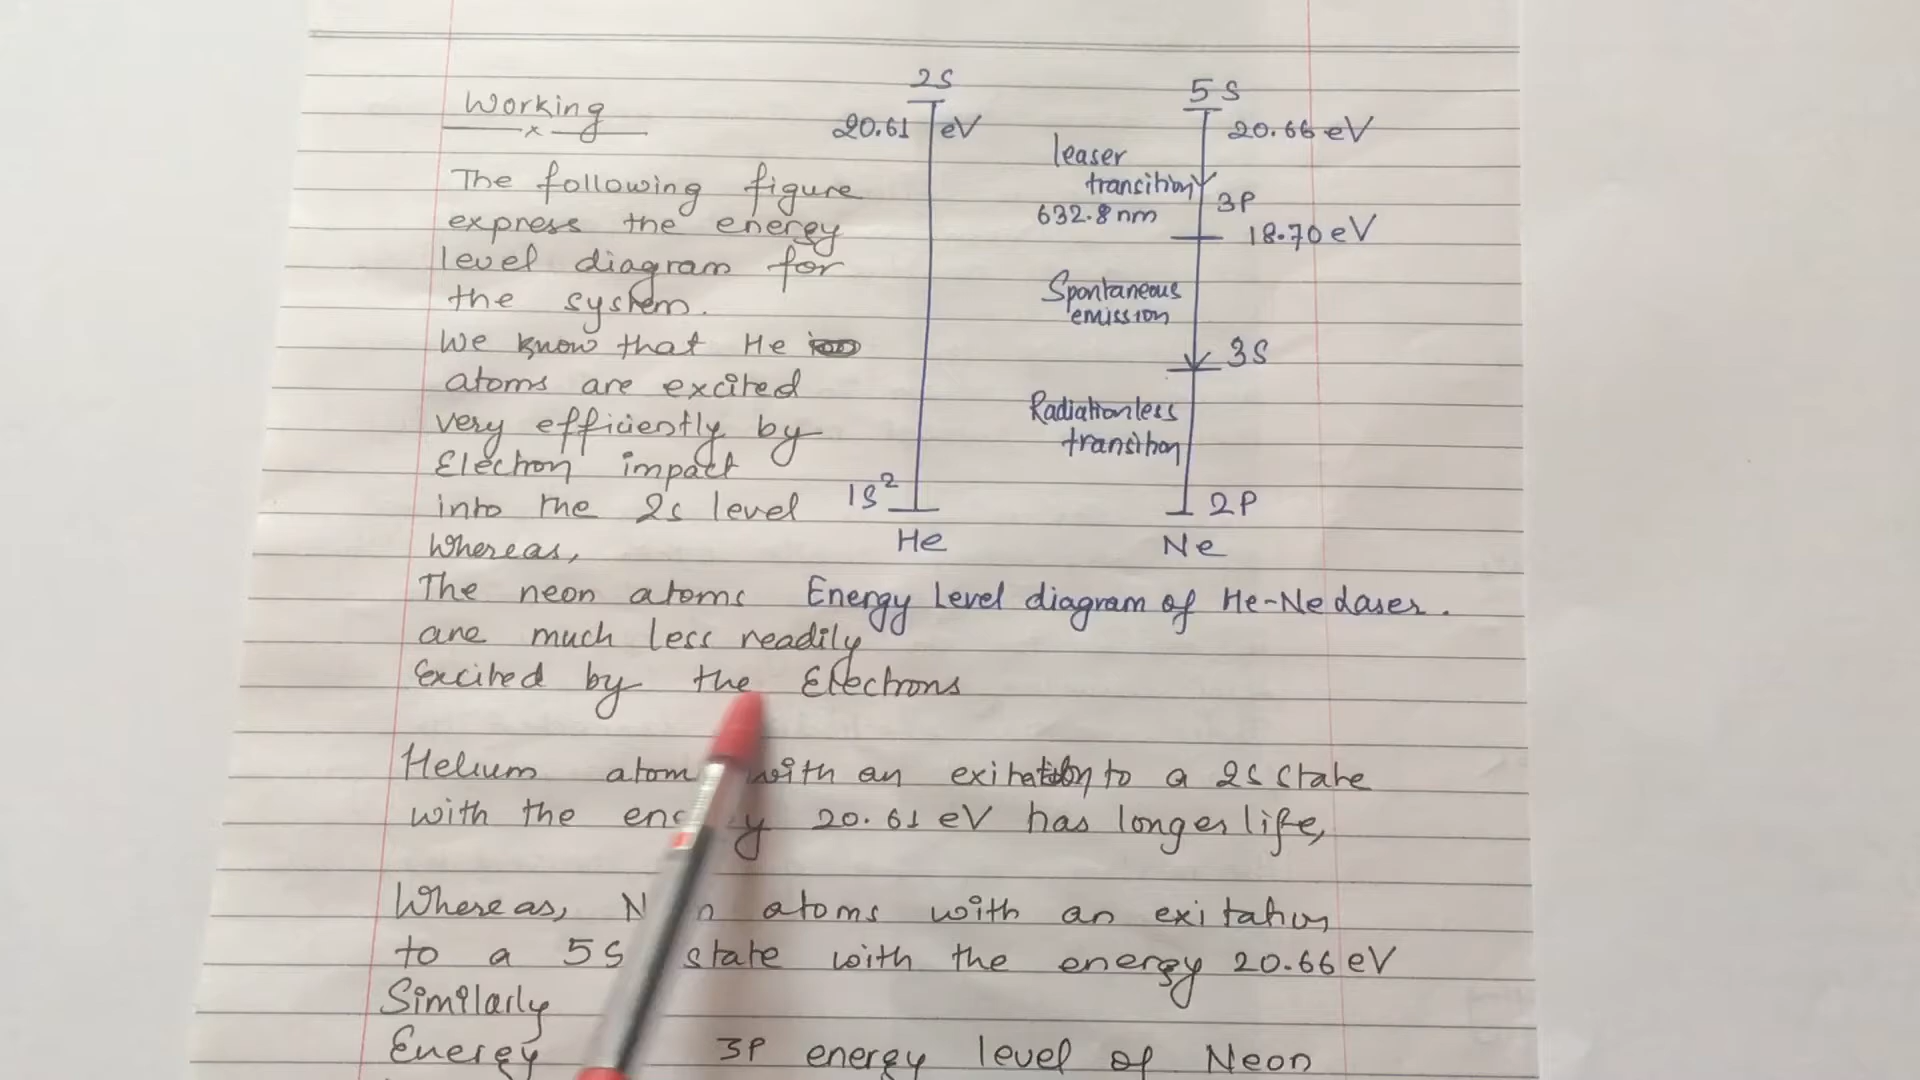 Working
The following figure
express the energy
level diagram for
the system.
We know that He
atoms are excited
very efficiently by
Electron impact
into the 2s level
Whereas,
The neon atoms
are much less readily
Excited by the Electrons
2S
20.61 eV
1S²
He
5S
20.66 eV
leaser
transition
632.8 nm
3P
18.70 eV
Spontaneous
emission
3S
Radiationless
transition
2P
Ne
Energy Level diagram of He-Ne Laser.
Helium atom with an
to a 2s state
with the energy 20.61 eV has longer life,
Whereas, atoms with an exitation
to a 5S state with the energy 20.66 eV
Similarly
Energy 3P energy level of Neon